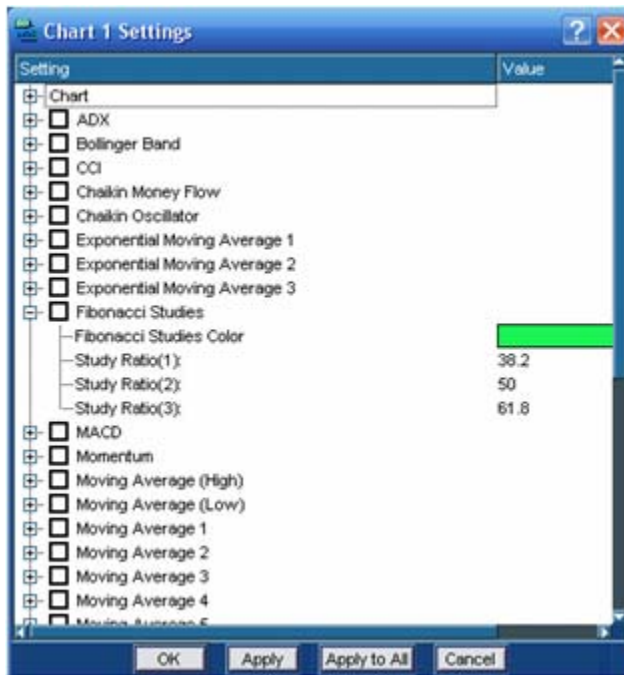 Chart 1 Settings
Setting Value
Chart
ADX
Bollinger Band
CCI
Chaikin Money Flow
Chaikin Oscillator
Exponential Moving Average 1
Exponential Moving Average 2
Exponential Moving Average 3
Fibonacci Studies
Fibonacci Studies Color
Study Ratio(1): 38.2
Study Ratio(2): 50
Study Ratio(3): 61.8
MACD
Momentum
Moving Average (High)
Moving Average (Low)
Moving Average 1
Moving Average 2
Moving Average 3
Moving Average 4
Moving Average 5
OK Apply Apply to All Cancel